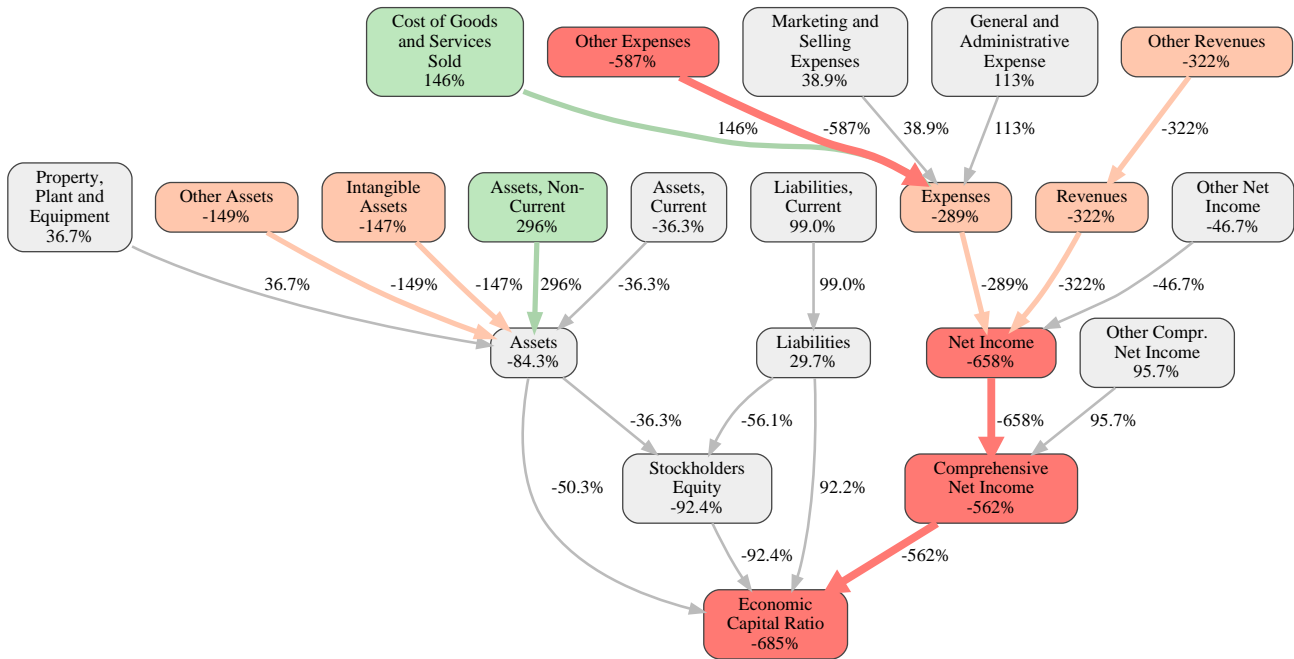 Cost of Goods
and Services
Sold
146%
Other Expenses
-587%
Marketing and
Selling
Expenses
38.9%
General and
Administrative
Expense
113%
Other Revenues
-322%
146%
-587%
38.9%
113%
-322%
Property,
Plant and
Equipment
36.7%
Other Assets
-149%
Intangible
Assets
-147%
Assets, Non-
Current
296%
Assets,
Current
-36.3%
Liabilities,
Current
99.0%
Expenses
-289%
Revenues
-322%
Other Net
Income
-46.7%
36.7%
-149%
-147%
296%
-36.3%
99.0%
-289%
-322%
-46.7%
Assets
-84.3%
Liabilities
29.7%
Net Income
-658%
Other Compr.
Net Income
95.7%
-36.3%
-56.1%
-658%
95.7%
Stockholders
Equity
-92.4%
Comprehensive
Net Income
-562%
-50.3%
92.2%
-92.4%
-562%
Economic
Capital Ratio
-685%